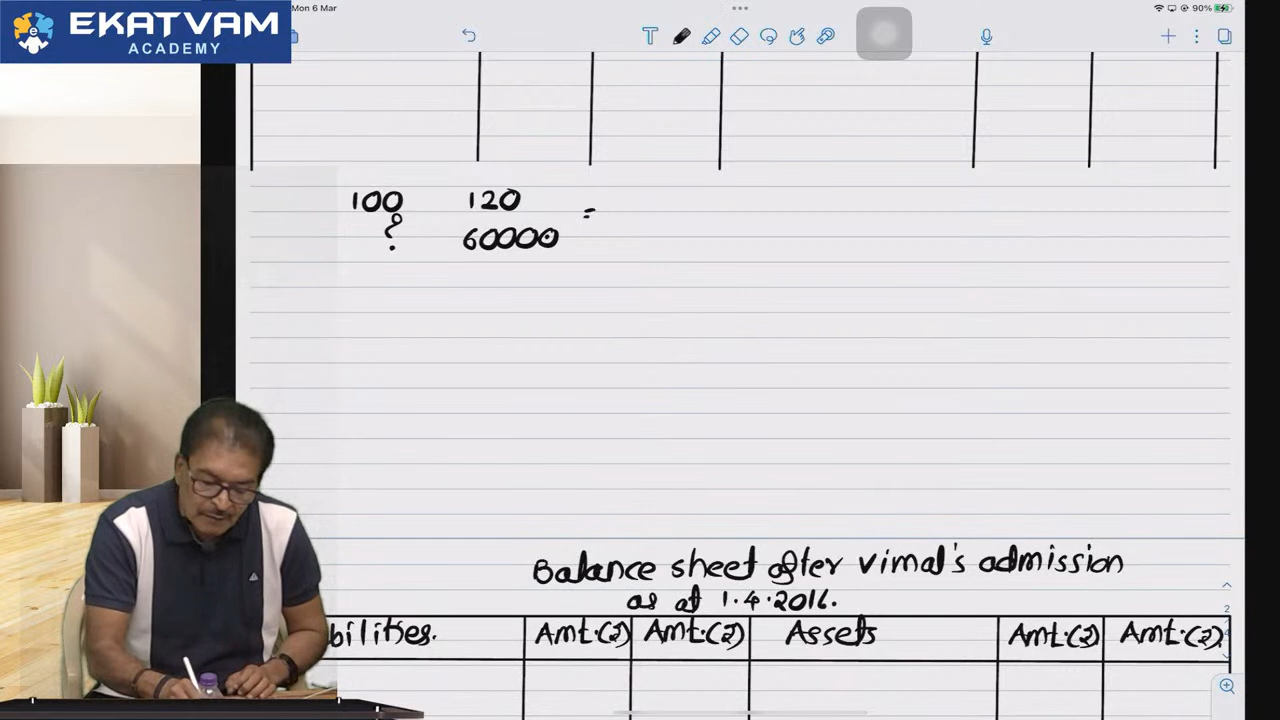 EKATVAM
ACADEMY
Mon 6 Mar
90%
T
100 120 =
? 60000
Balance sheet after vimal's admission
as at 1.4.2016.
bilities. Amt.(₹) Amt.(₹) Assets Amt.(₹) Amt.(₹)